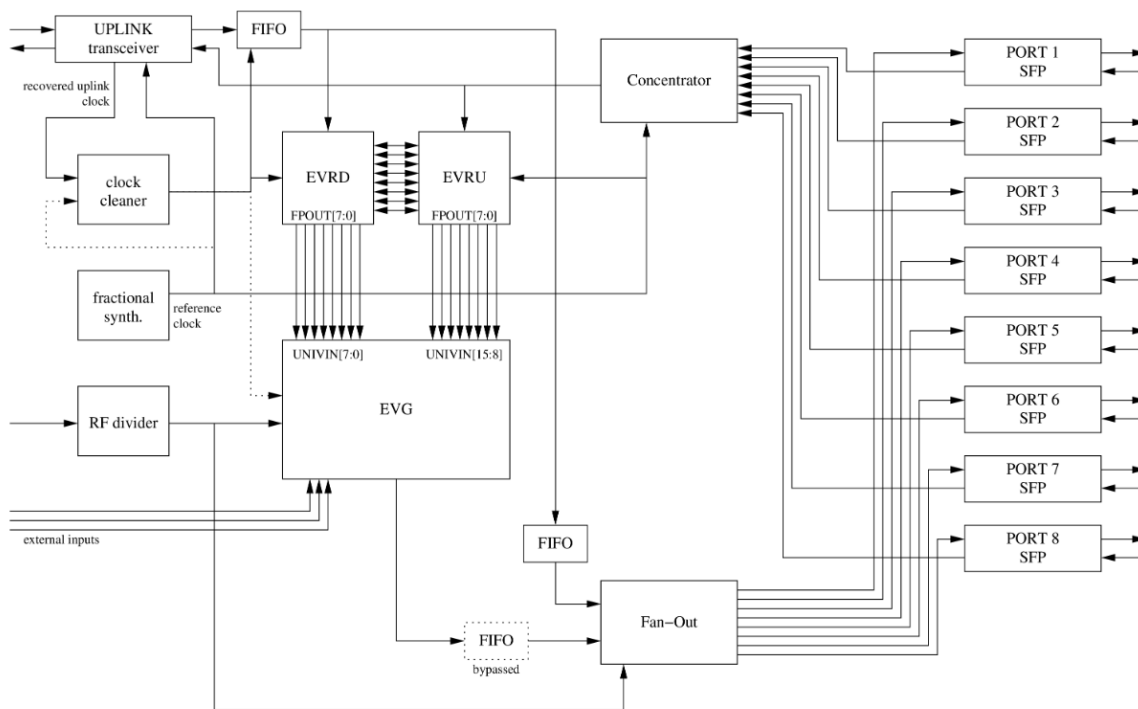 UPLINK
transceiver
FIFO
recovered uplink
clock
clock
cleaner
fractional
synth.
reference
clock
RF divider
external inputs
EVRD
FPOUT[7:0]
EVRU
FPOUT[7:0]
UNIVIN[7:0]
UNIVIN[15:8]
EVG
Concentrator
FIFO
FIFO
bypassed
Fan−Out
PORT 1
SFP
PORT 2
SFP
PORT 3
SFP
PORT 4
SFP
PORT 5
SFP
PORT 6
SFP
PORT 7
SFP
PORT 8
SFP